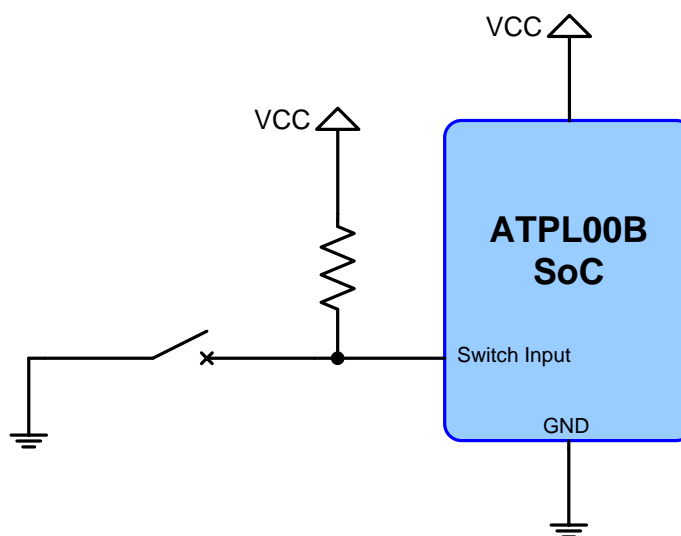 VCC
VCC
ATPL00B
SoC
Switch Input
GND